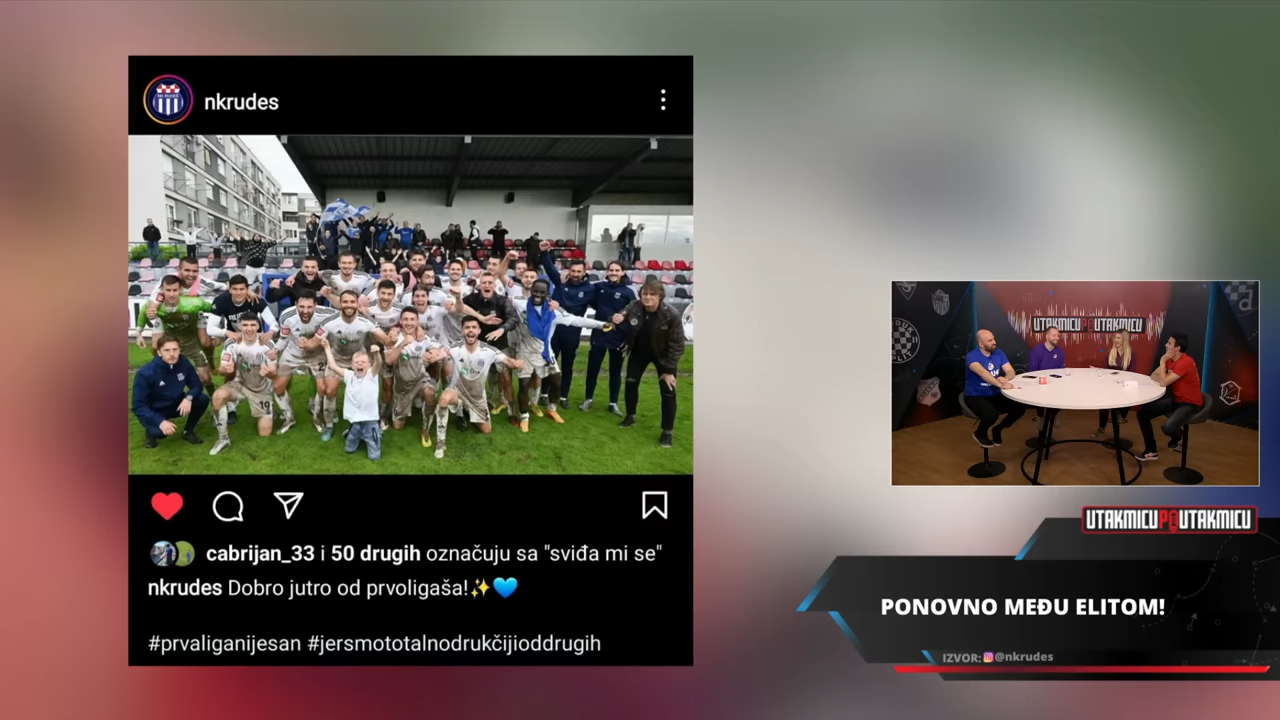 nkrudes
19
cabrijan_33 i 50 drugih označuju sa "sviđa mi se"
nkrudes Dobro jutro od prvoligaša!✨💙
#prvaliganijesan #jersmototalnodrukčijioddrugih
UTAKMICU PO UTAKMICU
UTAKMICU PO UTAKMICU
PONOVNO MEĐU ELITOM!
IZVOR: @nkrudes